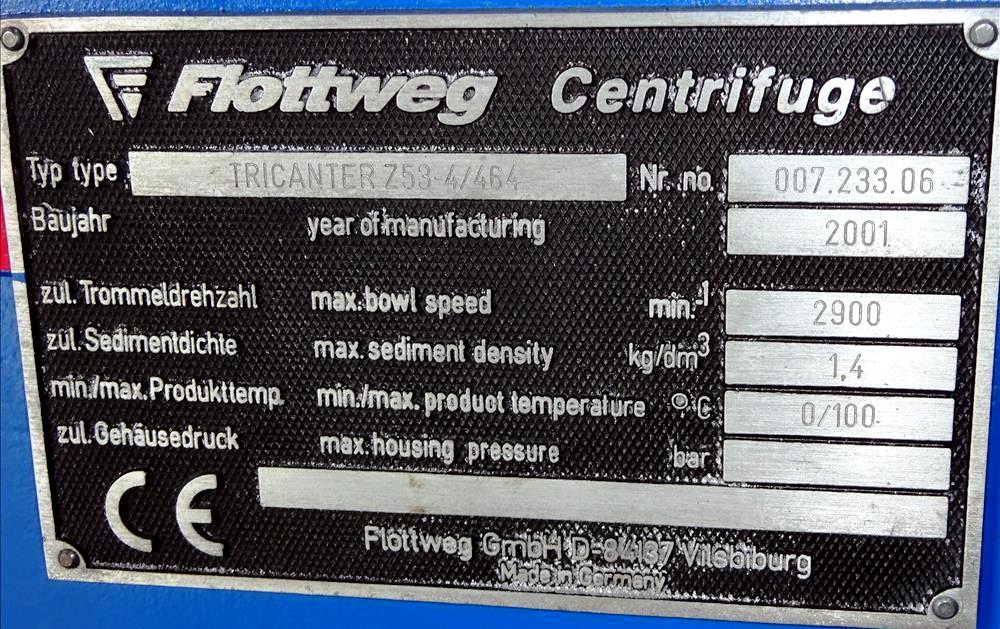 Flottweg Centrifuge
Typ type TRICANTER Z53-4/464 Nr. no. 007.233.06
Baujahr year of manufacturing 2001
zul. Trommeldrehzahl max. bowl speed min.-1 2900
zul. Sedimentdichte max. sediment density kg/dm3 1,4
min./max. Produkttemp. min./max. product temperature °C 0/100
zul. Gehäusedruck max. housing pressure bar
CE
Flottweg GmbH D-84137 Vilsbiburg
Made in Germany